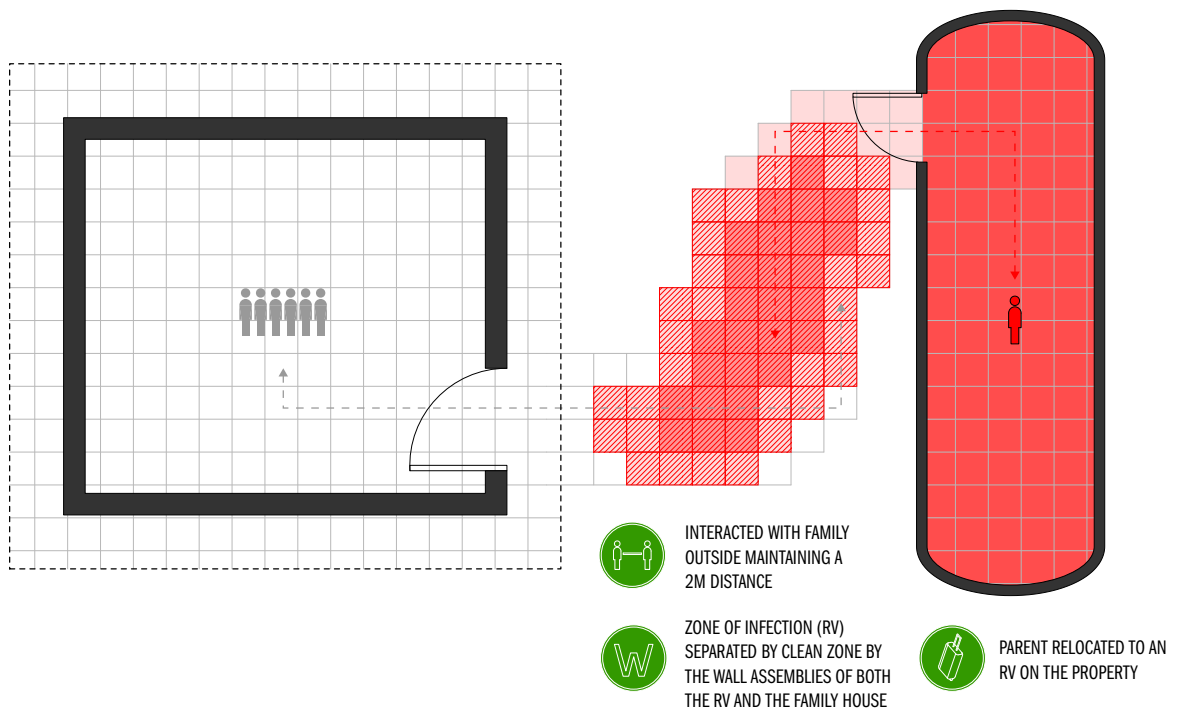 INTERACTED WITH FAMILY
OUTSIDE MAINTAINING A
2M DISTANCE
W
ZONE OF INFECTION (RV)
SEPARATED BY CLEAN ZONE BY
THE WALL ASSEMBLIES OF BOTH
THE RV AND THE FAMILY HOUSE
PARENT RELOCATED TO AN
RV ON THE PROPERTY